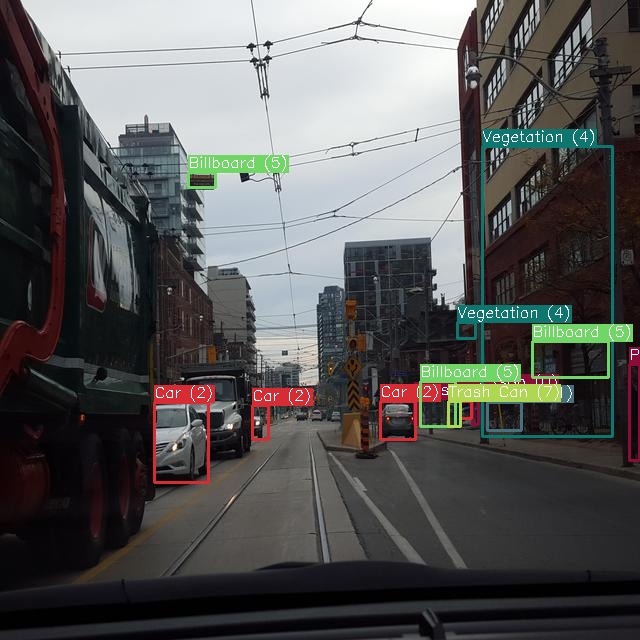 Vegetation (4)
Billboard (5)
Vegetation (4)
Billboard (5)
Billboard (5)
Car (2)
Car (2)
Car (2)
Trash Can (7)